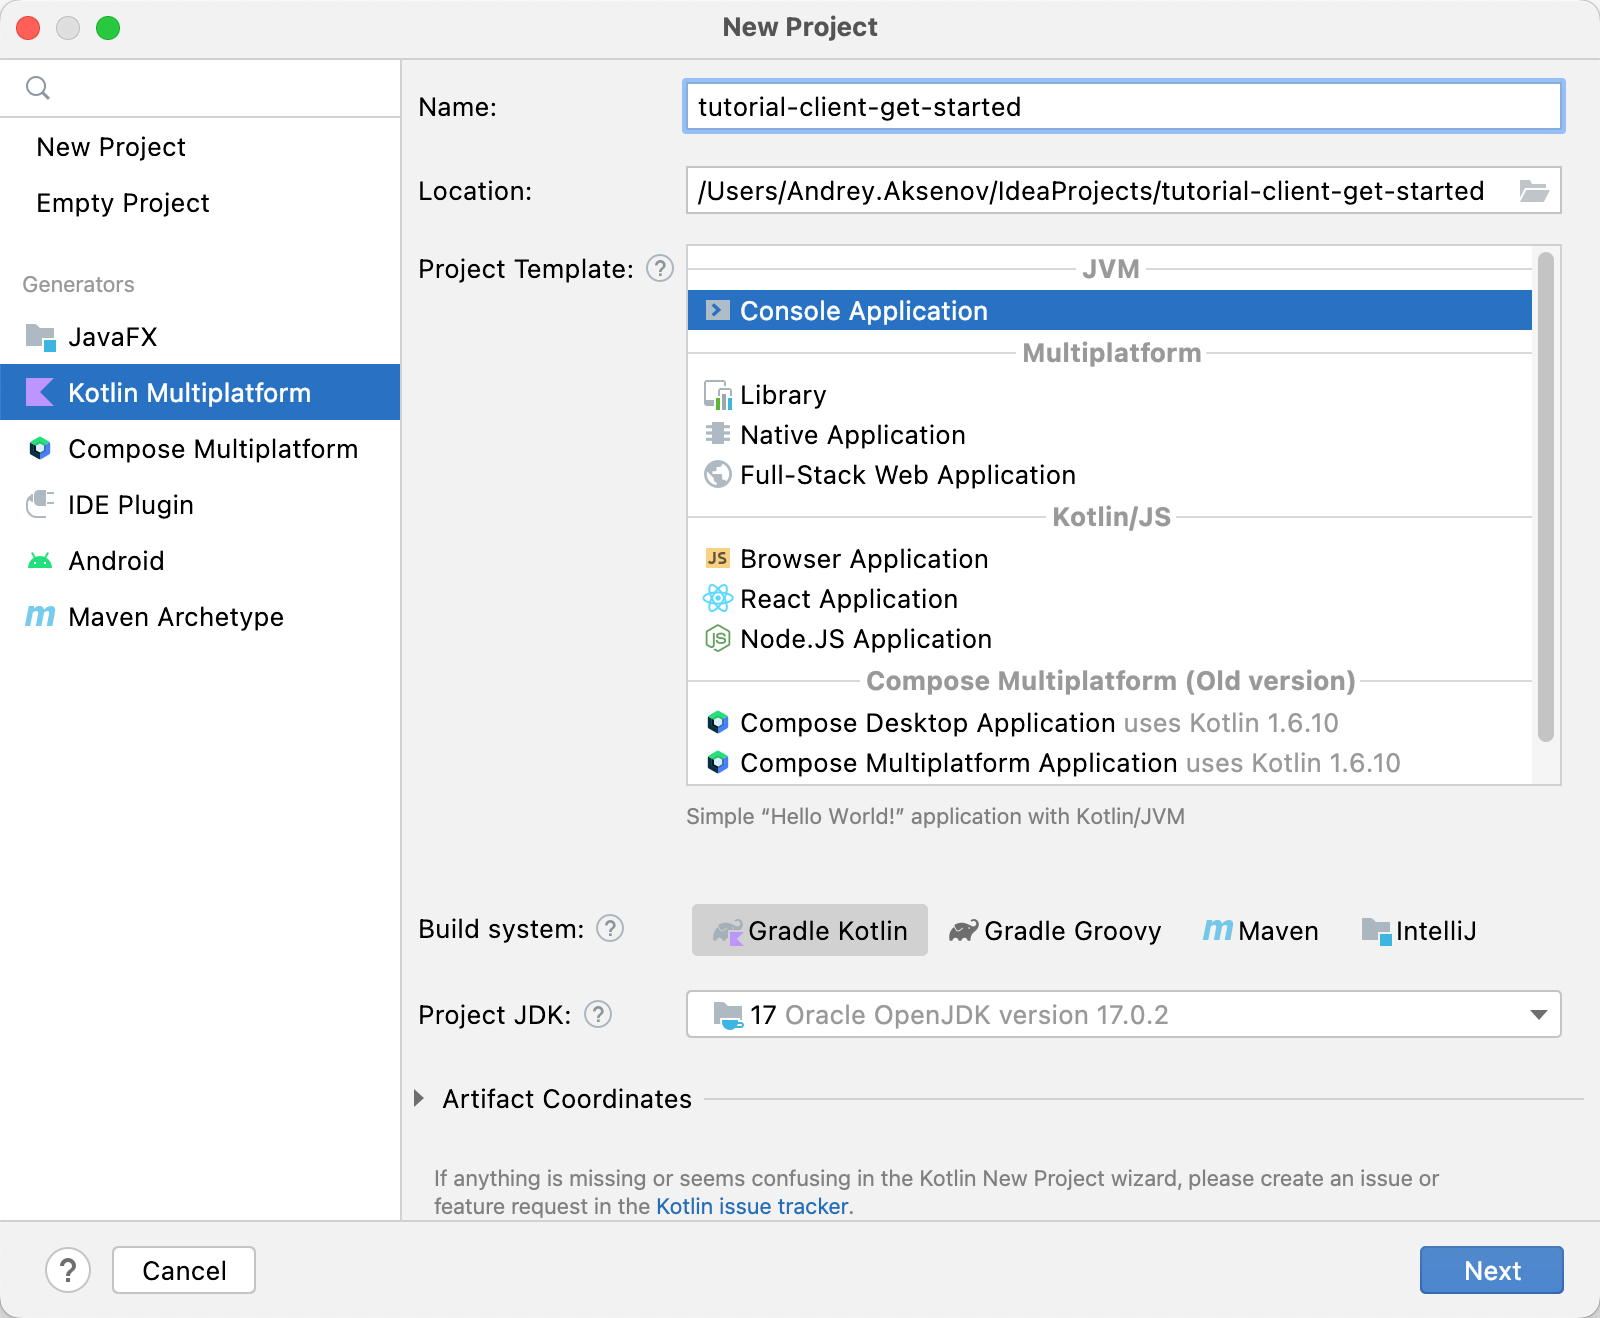 New Project
New Project
Empty Project
Generators
JavaFX
Kotlin Multiplatform
Compose Multiplatform
IDE Plugin
Android
m Maven Archetype
Name:
tutorial-client-get-started
Location:
/Users/Andrey.Aksenov/IdeaProjects/tutorial-client-get-started
Project Template: ?
JVM
Console Application
Multiplatform
Library
Native Application
Full-Stack Web Application
Kotlin/JS
JS Browser Application
React Application
JS Node.JS Application
Compose Multiplatform (Old version)
Compose Desktop Application uses Kotlin 1.6.10
Compose Multiplatform Application uses Kotlin 1.6.10
Simple “Hello World!” application with Kotlin/JVM
Build system: ?
Gradle Kotlin
Gradle Groovy
m Maven
IntelliJ
Project JDK: ?
17 Oracle OpenJDK version 17.0.2
Artifact Coordinates
If anything is missing or seems confusing in the Kotlin New Project wizard, please create an issue or
feature request in the Kotlin issue tracker.
?
Cancel
Next